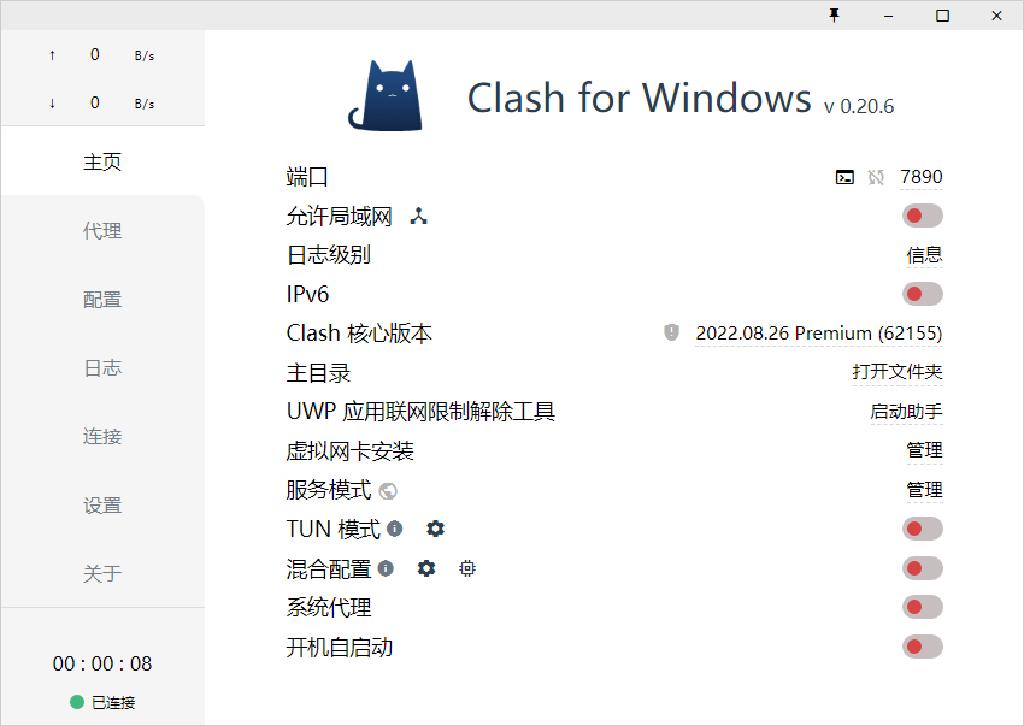 ↑ 0 B/s
↓ 0 B/s
主页
代理
配置
日志
连接
设置
关于
00 : 00 : 08
已连接
Clash for Windows v 0.20.6
端口 7890
允许局域网
日志级别 信息
IPv6
Clash 核心版本 2022.08.26 Premium (62155)
主目录 打开文件夹
UWP 应用联网限制解除工具 启动助手
虚拟网卡安装 管理
服务模式 管理
TUN 模式
混合配置
系统代理
开机自启动